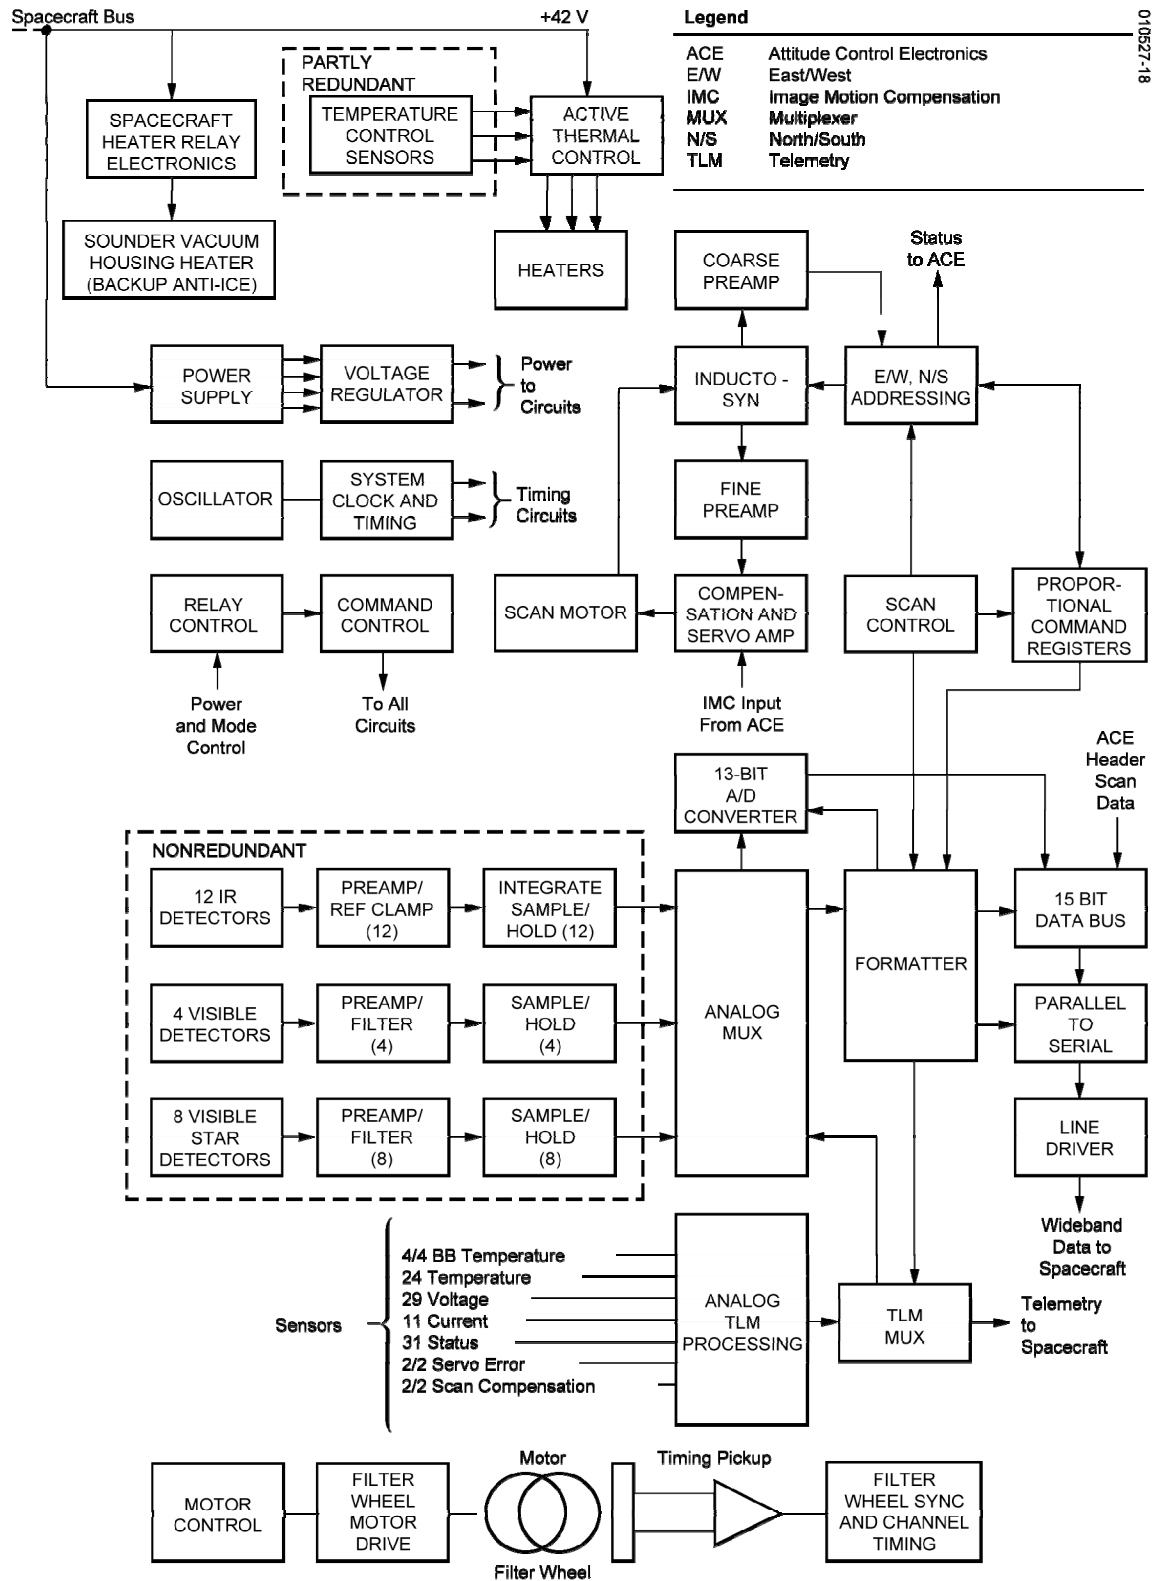 Spacecraft Bus
+42 V
Legend
ACE Attitude Control Electronics
E/W East/West
IMC Image Motion Compensation
MUX Multiplexer
N/S North/South
TLM Telemetry
010527-18
PARTLY
REDUNDANT
TEMPERATURE
CONTROL
SENSORS
ACTIVE
THERMAL
CONTROL
SPACECRAFT
HEATER RELAY
ELECTRONICS
SOUNDER VACUUM
HOUSING HEATER
(BACKUP ANTI-ICE)
HEATERS
COARSE
PREAMP
Status
to ACE
POWER
SUPPLY
VOLTAGE
REGULATOR
Power
to
Circuits
INDUCTO -
SYN
E/W, N/S
ADDRESSING
OSCILLATOR
SYSTEM
CLOCK AND
TIMING
Timing
Circuits
FINE
PREAMP
RELAY
CONTROL
COMMAND
CONTROL
SCAN MOTOR
COMPEN-
SATION AND
SERVO AMP
SCAN
CONTROL
PROPOR-
TIONAL
COMMAND
REGISTERS
Power
and Mode
Control
To All
Circuits
IMC Input
From ACE
ACE
Header
Scan
Data
13-BIT
A/D
CONVERTER
NONREDUNDANT
12 IR
DETECTORS
PREAMP/
REF CLAMP
(12)
INTEGRATE
SAMPLE/
HOLD (12)
4 VISIBLE
DETECTORS
PREAMP/
FILTER
(4)
SAMPLE/
HOLD
(4)
8 VISIBLE
STAR
DETECTORS
PREAMP/
FILTER
(8)
SAMPLE/
HOLD
(8)
ANALOG
MUX
FORMATTER
15 BIT
DATA BUS
PARALLEL
TO
SERIAL
LINE
DRIVER
Wideband
Data to
Spacecraft
Sensors
4/4 BB Temperature
24 Temperature
29 Voltage
11 Current
31 Status
2/2 Servo Error
2/2 Scan Compensation
ANALOG
TLM
PROCESSING
TLM
MUX
Telemetry
to
Spacecraft
MOTOR
CONTROL
FILTER
WHEEL
MOTOR
DRIVE
Motor
Filter Wheel
Timing Pickup
FILTER
WHEEL SYNC
AND CHANNEL
TIMING